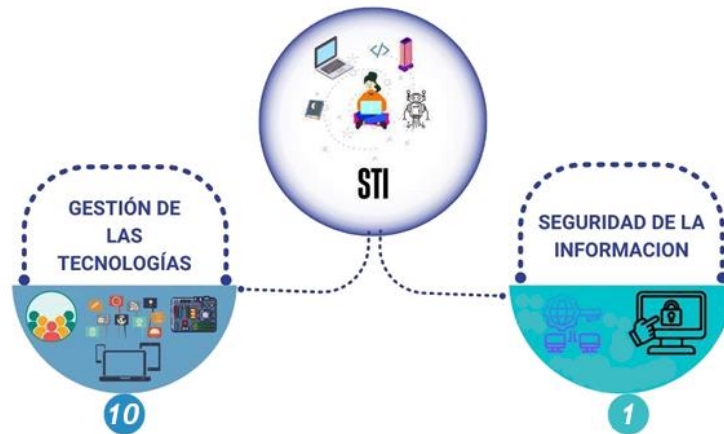 </>
STI
GESTIÓN DE
LAS
TECNOLOGÍAS
SEGURIDAD DE LA
INFORMACION
10
1